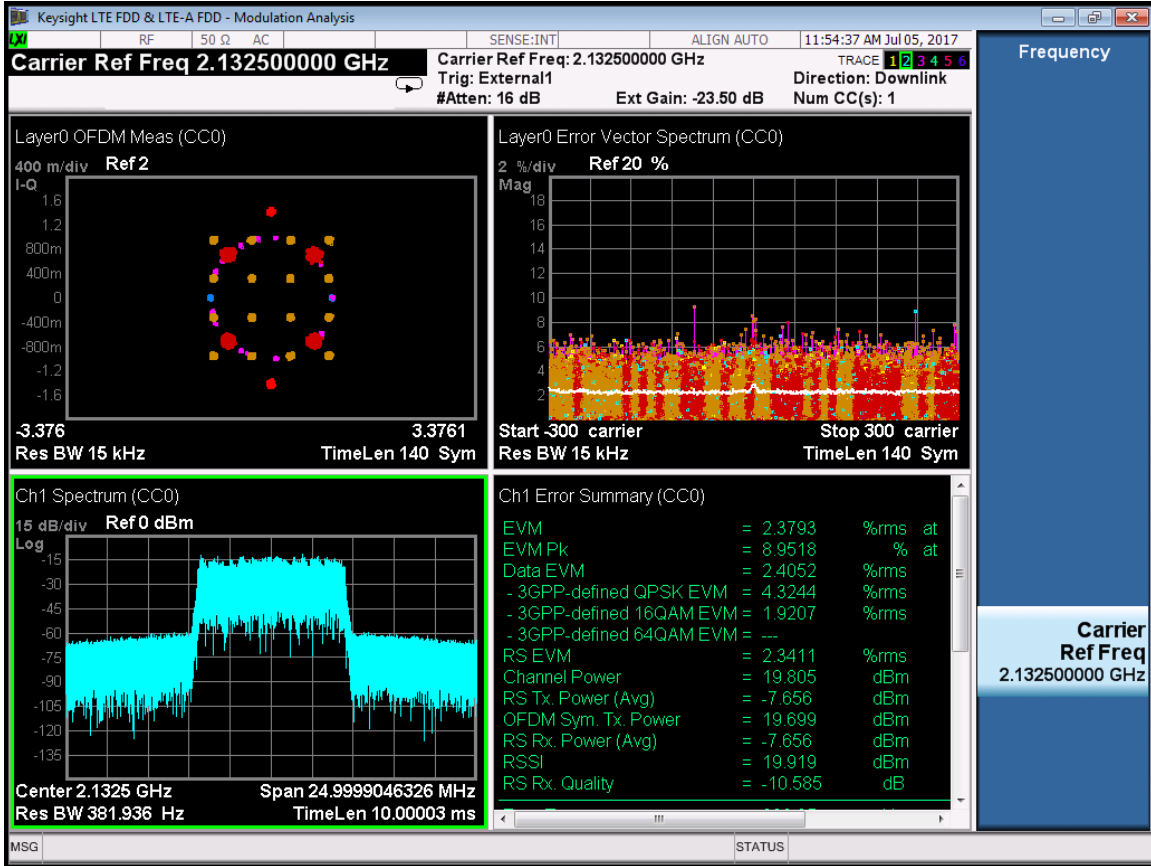 Keysight LTE FDD & LTE-A FDD - Modulation Analysis
LXI RF 50 Ω AC SENSE:INT ALIGN AUTO 11:54:37 AM Jul 05, 2017
Carrier Ref Freq 2.132500000 GHz
Carrier Ref Freq: 2.132500000 GHz
TRACE 1 2 3 4 5 6
Trig: External1
Direction: Downlink
#Atten: 16 dB Ext Gain: -23.50 dB Num CC(s): 1
Frequency
Layer0 OFDM Meas (CC0)
400 m/div Ref 2
I-Q
1.6
1.2
800m
400m
0
-400m
-800m
-1.2
-1.6
-3.376 3.3761
Res BW 15 kHz TimeLen 140 Sym
Layer0 Error Vector Spectrum (CC0)
2 %/div Ref 20 %
Mag
18
16
14
12
10
8
6
4
2
Start -300 carrier Stop 300 carrier
Res BW 15 kHz TimeLen 140 Sym
Ch1 Spectrum (CC0)
15 dB/div Ref 0 dBm
Log
-15
-30
-45
-60
-75
-90
-105
-120
-135
Center 2.1325 GHz Span 24.9999046326 MHz
Res BW 381.936 Hz TimeLen 10.00003 ms
Ch1 Error Summary (CC0)
EVM = 2.3793 %rms at
EVM Pk = 8.9518 % at
Data EVM = 2.4052 %rms
- 3GPP-defined QPSK EVM = 4.3244 %rms
- 3GPP-defined 16QAM EVM = 1.9207 %rms
- 3GPP-defined 64QAM EVM = ---
RS EVM = 2.3411 %rms
Channel Power = 19.805 dBm
RS Tx. Power (Avg) = -7.656 dBm
OFDM Sym. Tx. Power = 19.699 dBm
RS Rx. Power (Avg) = -7.656 dBm
RSSI = 19.919 dBm
RS Rx. Quality = -10.585 dB
Carrier
Ref Freq
2.132500000 GHz
MSG STATUS